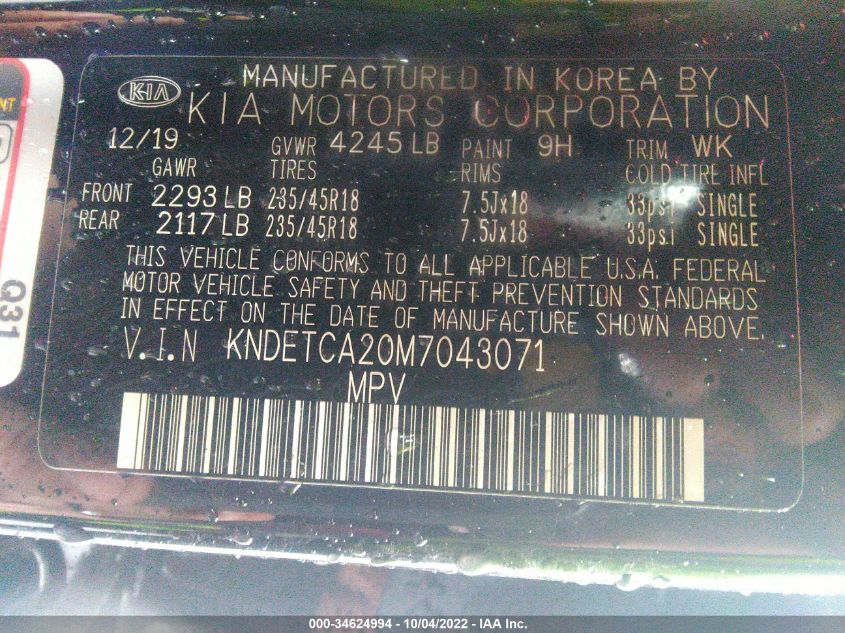 MANUFACTURED IN KOREA BY
KIA KIA MOTORS CORPORATION
12/19 GVWR 4245 LB PAINT 9H TRIM WK
GAWR TIRES RIMS COLD TIRE INFL
FRONT 2293 LB 235/45R18 7.5Jx18 33psi SINGLE
REAR 2117 LB 235/45R18 7.5Jx18 33psi SINGLE
THIS VEHICLE CONFORMS TO ALL APPLICABLE U.S.A. FEDERAL
MOTOR VEHICLE SAFETY AND THEFT PREVENTION STANDARDS
IN EFFECT ON THE DATE OF MANUFACTURE SHOWN ABOVE.
V.I.N KNDETCA20M7043071
MPV
Q31
000-34624994 - 10/04/2022 - IAA Inc.